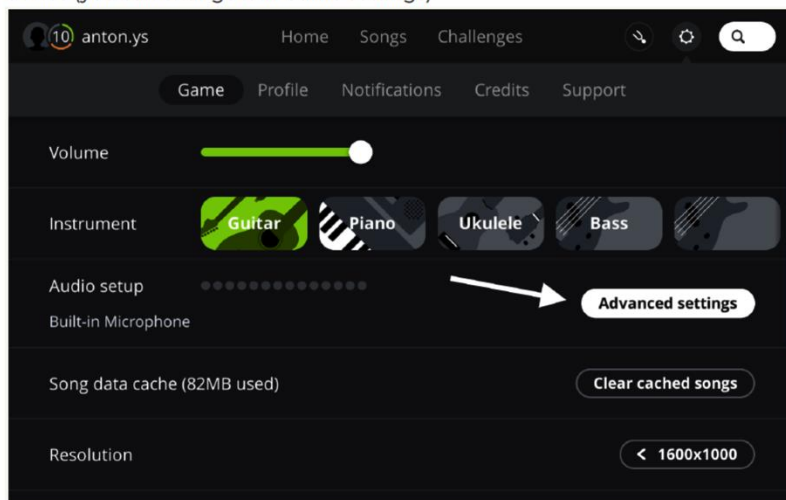 10 anton.ys Home Songs Challenges
Game Profile Notifications Credits Support
Volume
Instrument Guitar Piano Ukulele Bass
Audio setup
Advanced settings
Built-in Microphone
Song data cache (82MB used) Clear cached songs
Resolution < 1600x1000